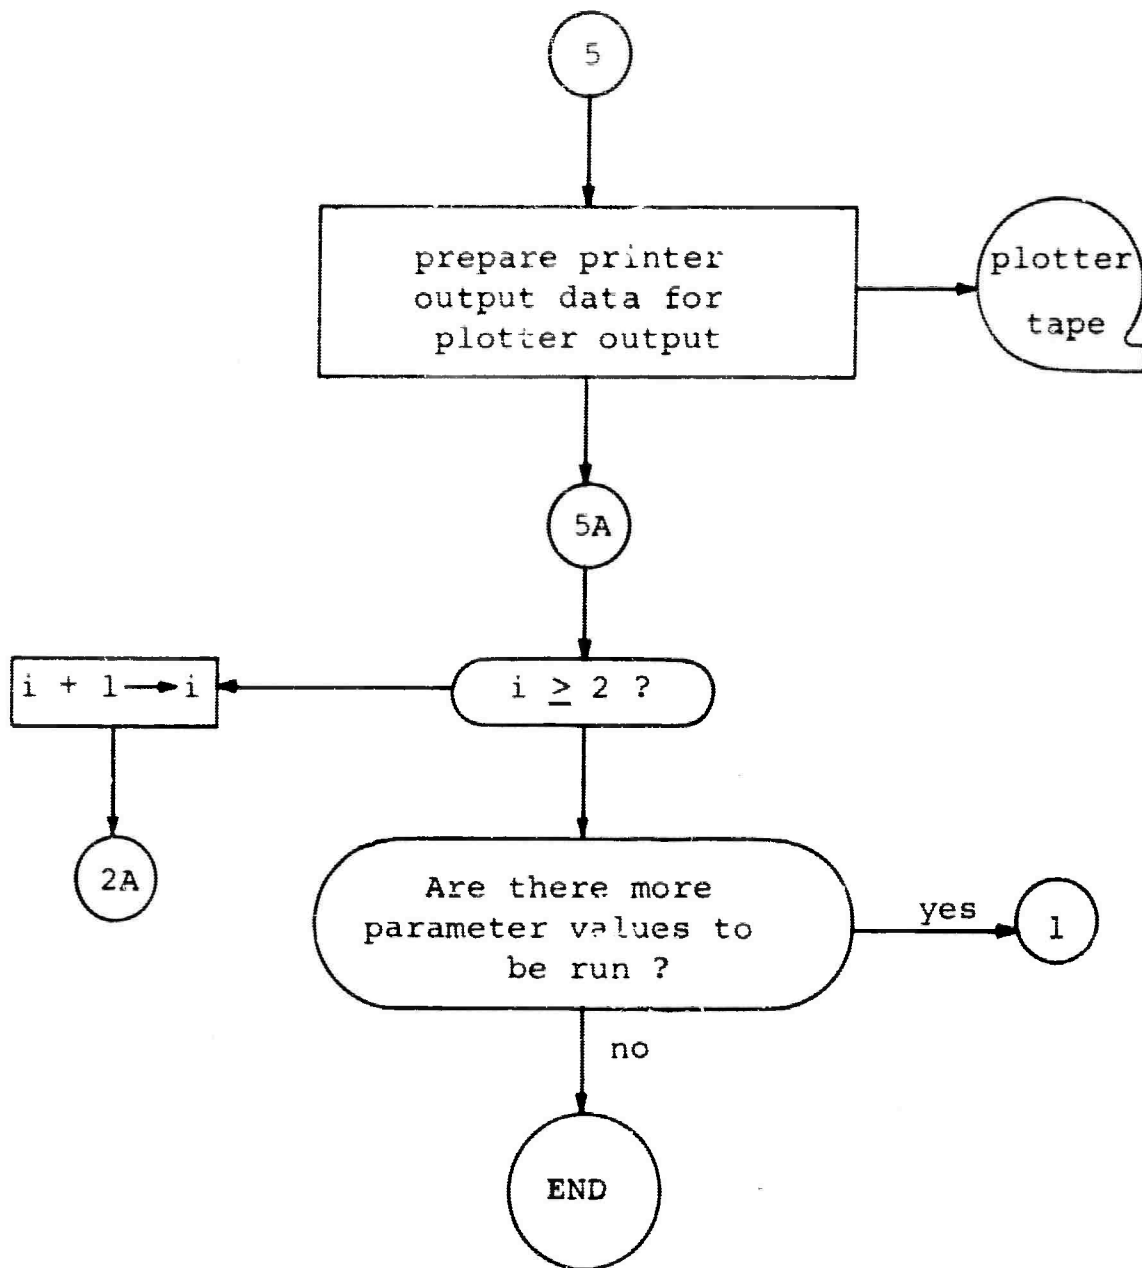 5
prepare printer
output data for
plotter output
plotter
tape
5A
i + 1 → i
i ≥ 2 ?
2A
Are there more
parameter values to
be run ?
yes
1
no
END